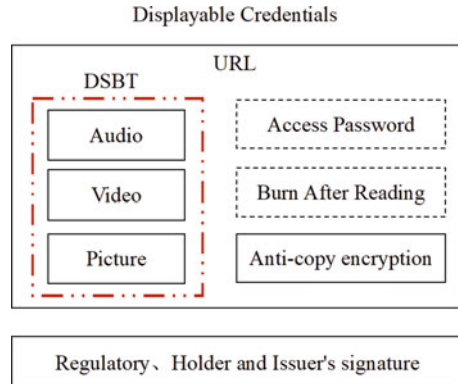 Displayable Credentials
URL
DSBT
Audio
Video
Picture
Access Password
Burn After Reading
Anti-copy encryption
Regulatory、Holder and Issuer's signature